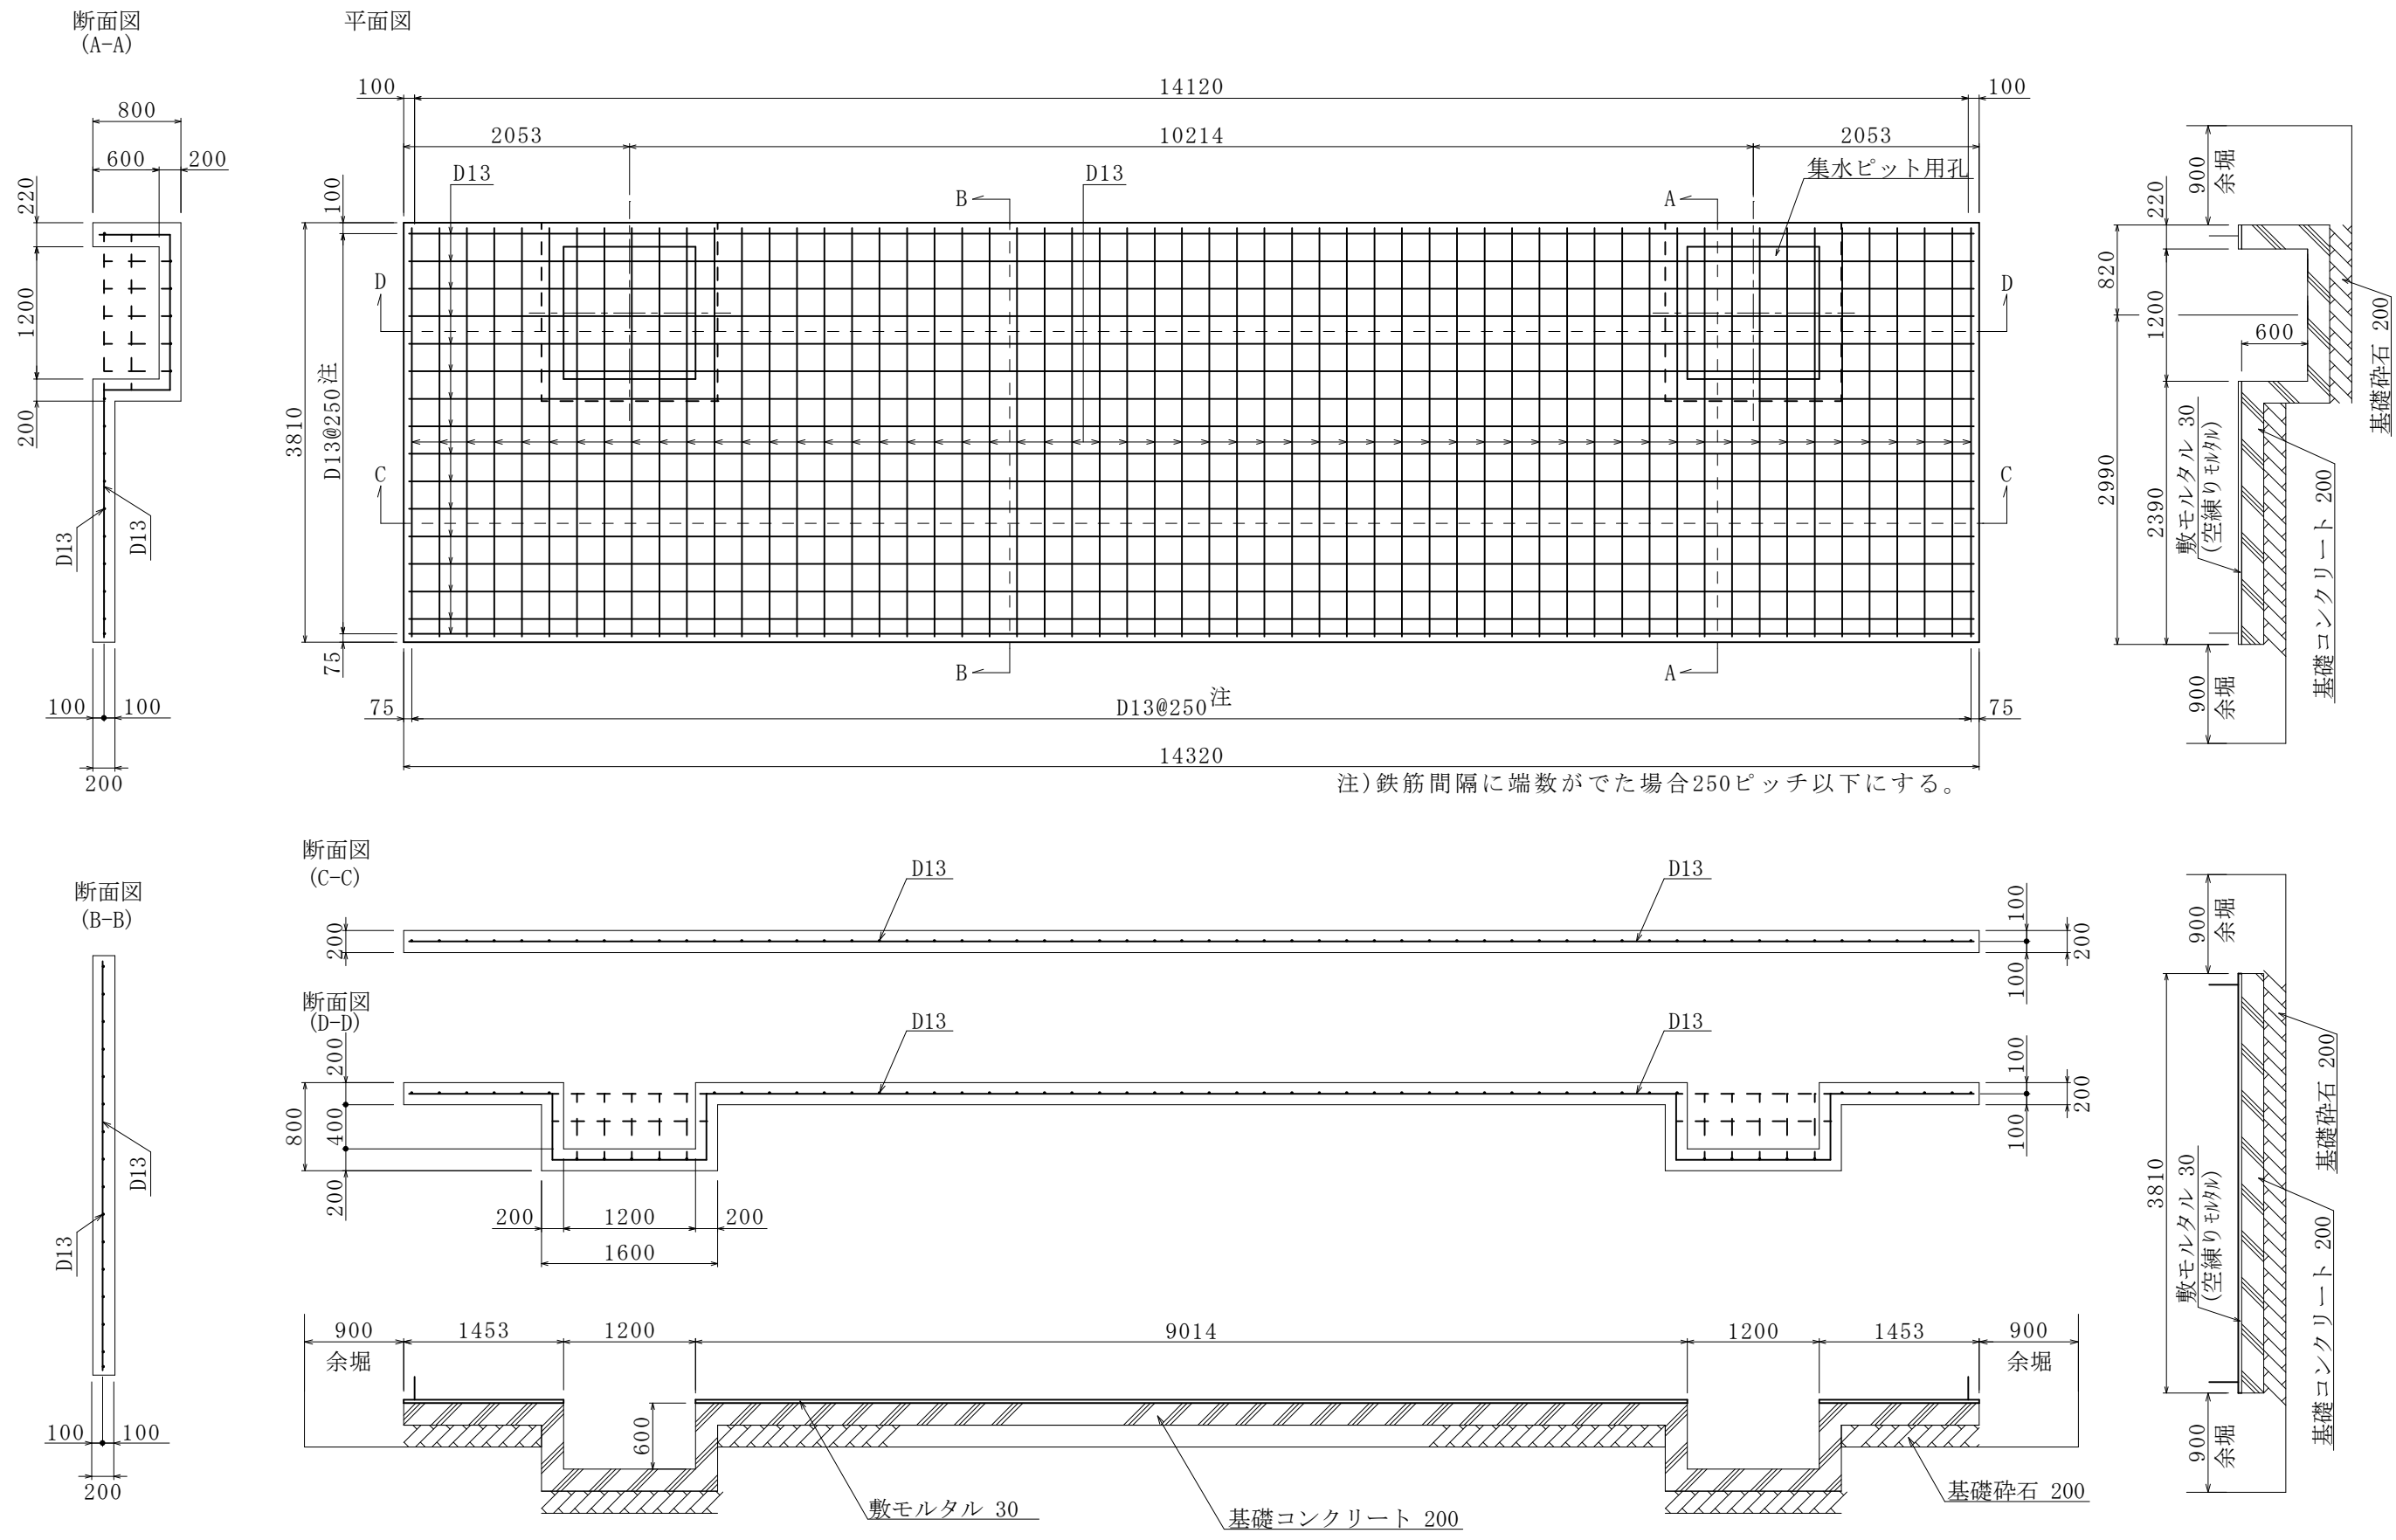 断面図
(A-A)
800
600
200
220
1200
200
D13
D13
100
100
200
平面図
100
14120
100
2053
10214
2053
D13
D13
集水ピット用孔
100
3810
D13@250注
75
B
A
D
D
C
C
B
A
75
D13@250注
75
14320
注)鉄筋間隔に端数がでた場合250ピッチ以下にする。
900
余堀
220
820
1200
600
2990
2390
敷モルタル 30
(空練りモルタル)
基礎コンクリート 200
基礎砕石 200
900
余堀
断面図
(B-B)
D13
D13
100
100
200
断面図
(C-C)
D13
D13
200
100
100
200
断面図
(D-D)
D13
D13
200
400
800
200
100
100
200
200
1200
200
1600
900
余堀
1453
1200
9014
1200
1453
900
余堀
600
敷モルタル 30
基礎コンクリート 200
基礎砕石 200
900
余堀
3810
敷モルタル 30
(空練りモルタル)
基礎砕石 200
基礎コンクリート 200
900
余堀